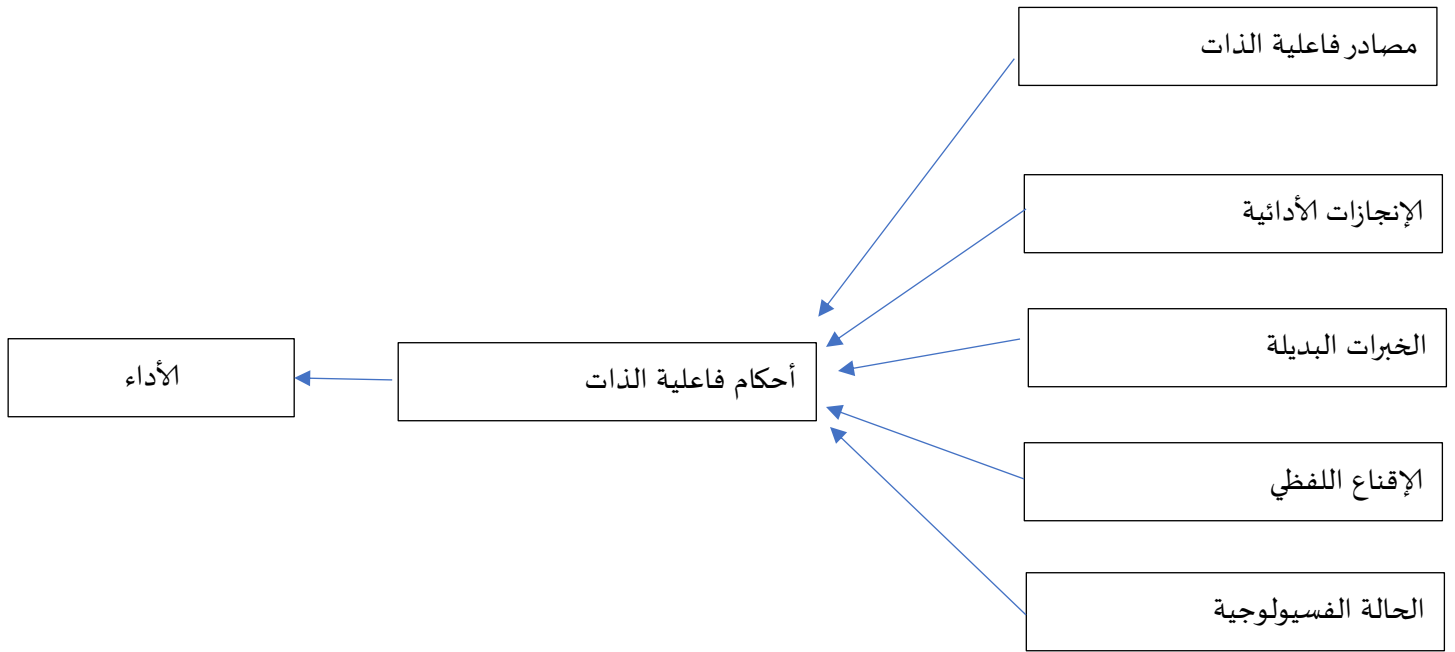 مصادر فاعلية الذات
الإنجازات الأدائية
الخبرات البديلة
أحكام فاعلية الذات
الأداء
الإقناع اللفظي
الحالة الفسيولوجية